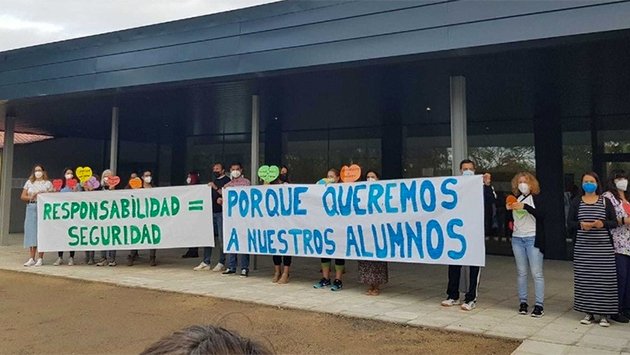 RESPONSABILIDAD =
SEGURIDAD
PORQUE QUEREMOS
A NUESTROS ALUMNOS